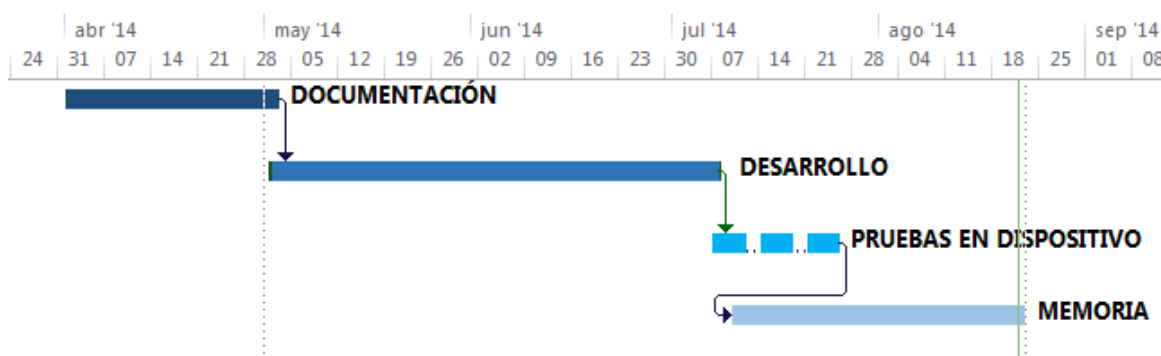 abr '14 may '14 jun '14 jul '14 ago '14 sep '14
24 31 07 14 21 28 05 12 19 26 02 09 16 23 30 07 14 21 28 04 11 18 25 01 08
DOCUMENTACIÓN
DESARROLLO
PRUEBAS EN DISPOSITIVO
MEMORIA